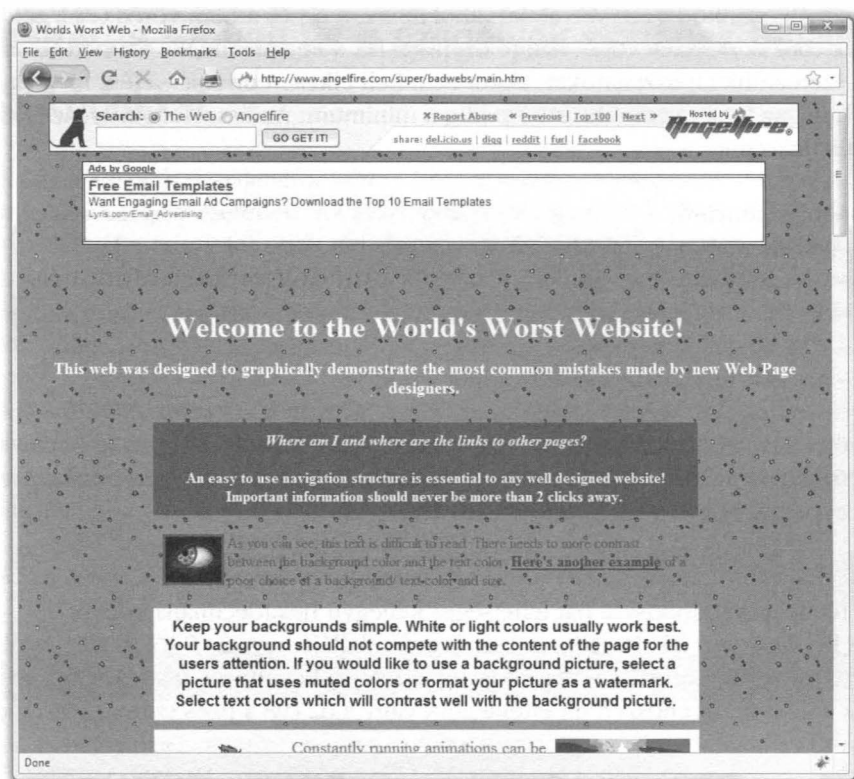 Worlds Worst Web - Mozilla Firefox
File Edit View History Bookmarks Tools Help
http://www.angelfire.com/super/badwebs/main.htm
Search: The Web Angelfire
GO GET IT!
Report Abuse « Previous | Top 100 | Next »
share: del.icio.us | digg | reddit | furl | facebook
Hosted by
Angelfire
Ads by Google
Free Email Templates
Want Engaging Email Ad Campaigns? Download the Top 10 Email Templates
Lyris.com/Email_Advertising
Welcome to the World's Worst Website!
This web was designed to graphically demonstrate the most common mistakes made by new Web Page
designers.
Where am I and where are the links to other pages?
An easy to use navigation structure is essential to any well designed website!
Important information should never be more than 2 clicks away.
As you can see, this text is difficult to read. There needs to more contrast
between the background color and the text color. Here's another example of a
poor choice of a background/ text color and size.
Keep your backgrounds simple. White or light colors usually work best.
Your background should not compete with the content of the page for the
users attention. If you would like to use a background picture, select a
picture that uses muted colors or format your picture as a watermark.
Select text colors which will contrast well with the background picture.
Constantly running animations can be
Done